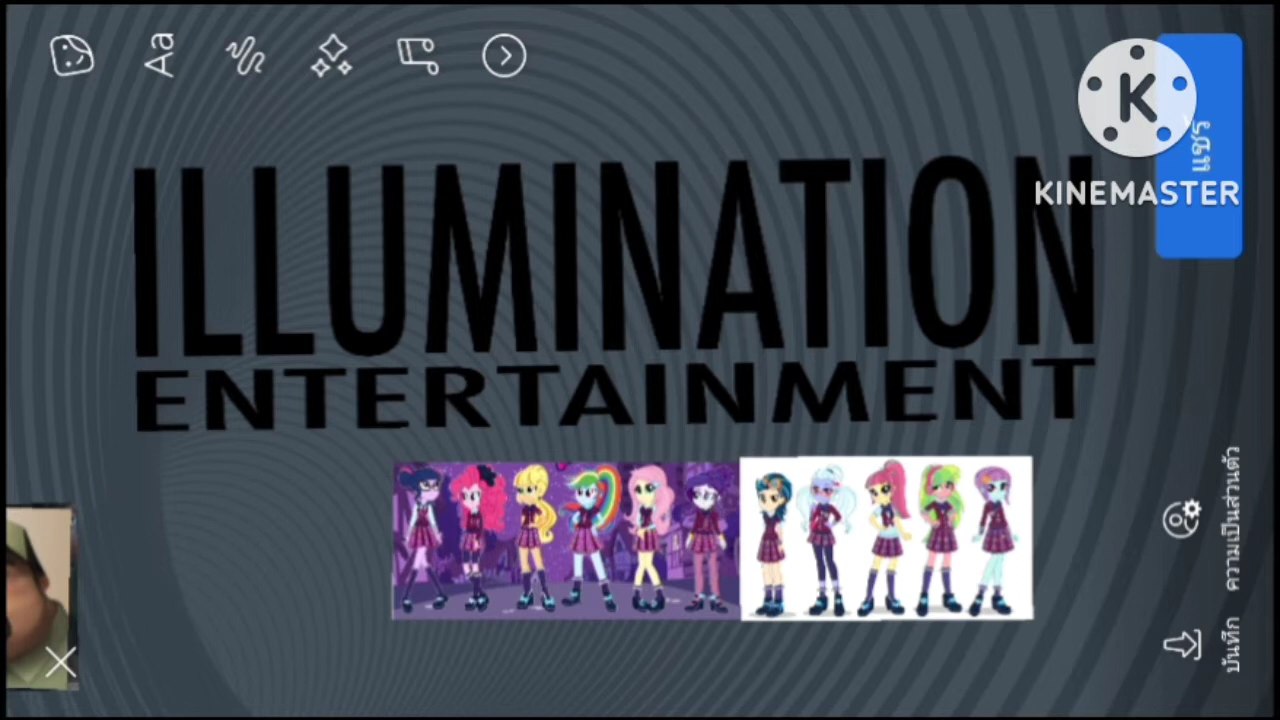 Aa
ILLUMINATION
ENTERTAINMENT
K
KINEMASTER
แชร์
ความเป็นส่วนตัว
บันทึก